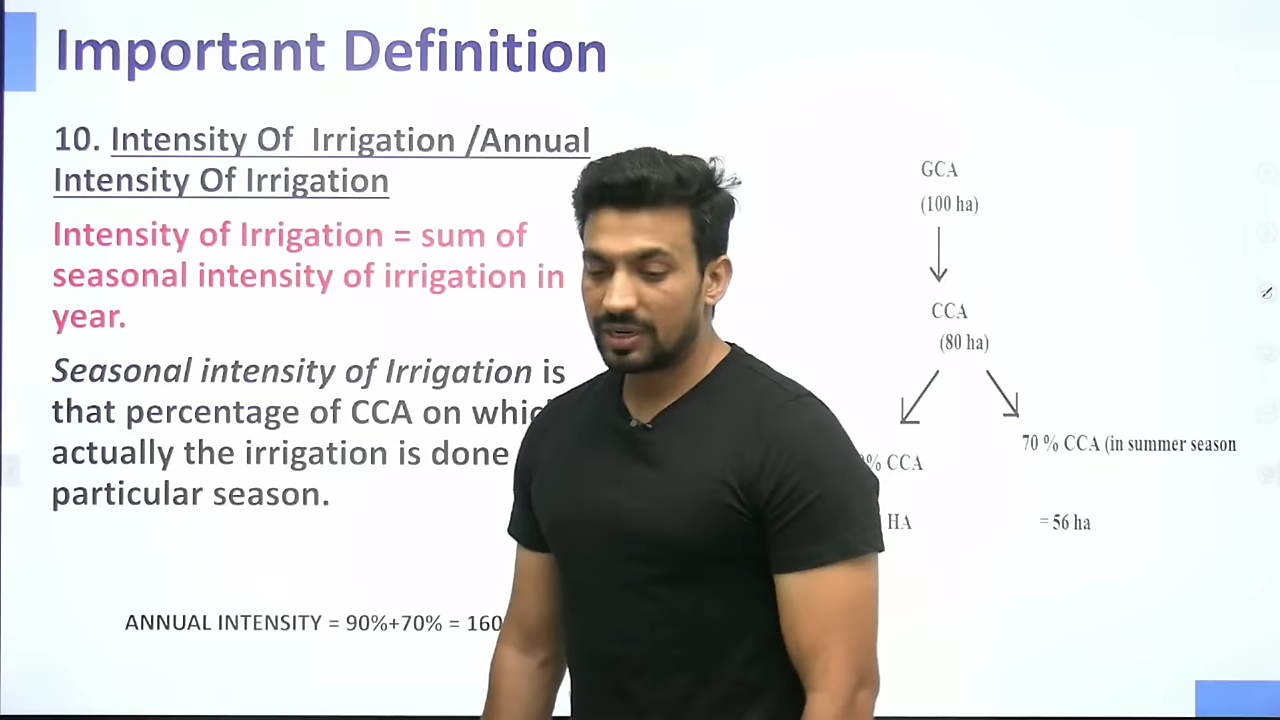 Important Definition
10. Intensity Of Irrigation /Annual
Intensity Of Irrigation
Intensity of Irrigation = sum of
seasonal intensity of irrigation in
year.
Seasonal intensity of Irrigation is
that percentage of CCA on
actually the irrigation is done
particular season.
ANNUAL INTENSITY = 90%+70% = 160
GCA
(100 ha)
CCA
(80 ha)
% CCA
70 % CCA (in summer season
HA
= 56 ha